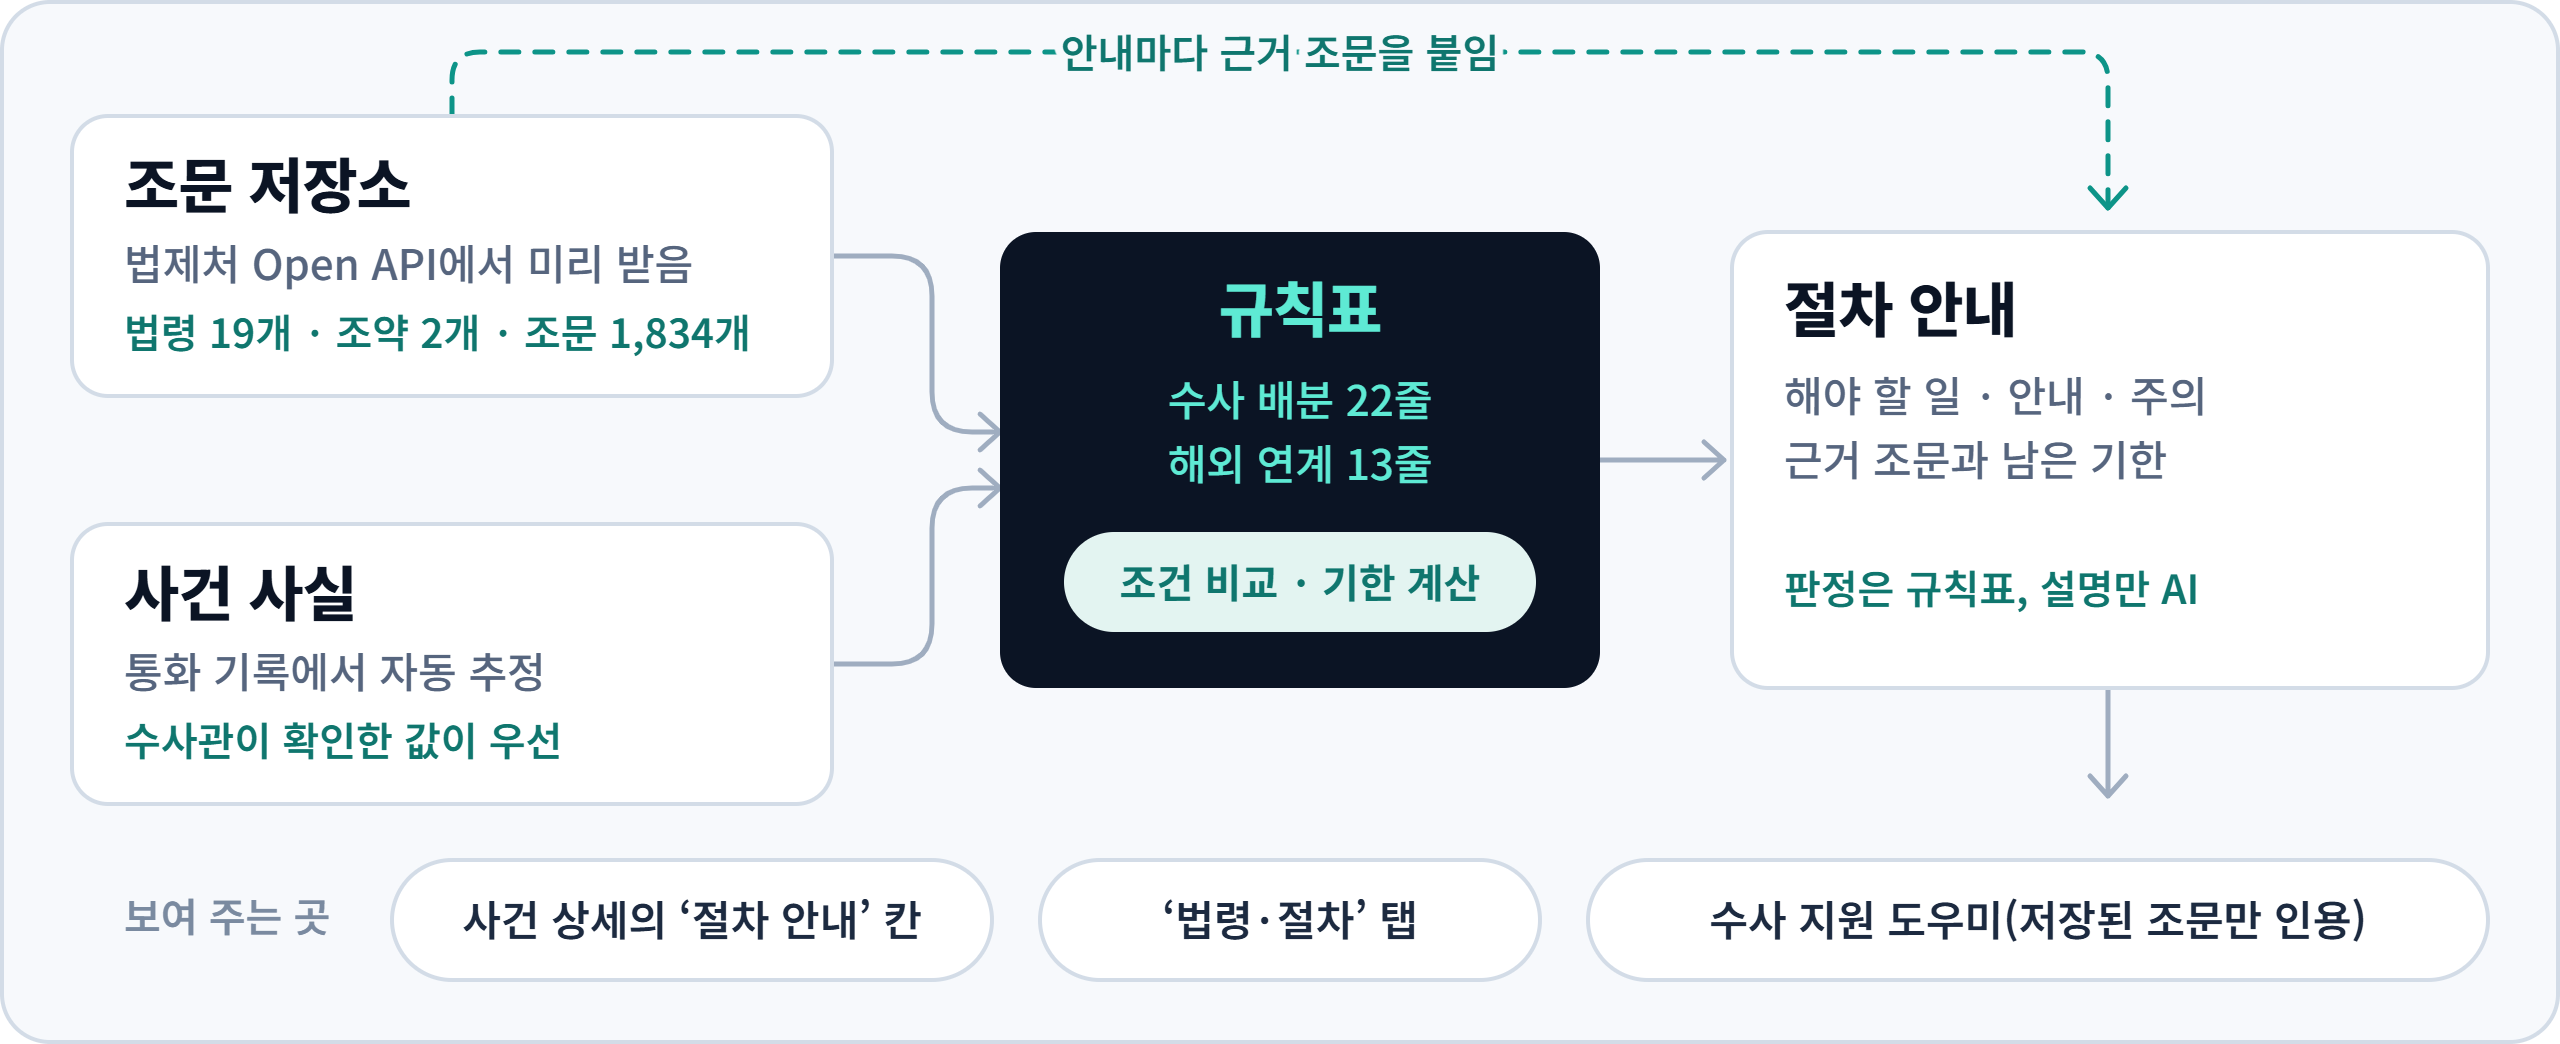 안내마다 근거 조문을 붙임
조문 저장소
법제처 Open API에서 미리 받음
법령 19개 · 조약 2개 · 조문 1,834개
사건 사실
통화 기록에서 자동 추정
수사관이 확인한 값이 우선
규칙표
수사 배분 22줄
해외 연계 13줄
조건 비교 · 기한 계산
절차 안내
해야 할 일 · 안내 · 주의
근거 조문과 남은 기한
판정은 규칙표, 설명만 AI
보여 주는 곳
사건 상세의 ‘절차 안내’ 칸
‘법령·절차’ 탭
수사 지원 도우미(저장된 조문만 인용)